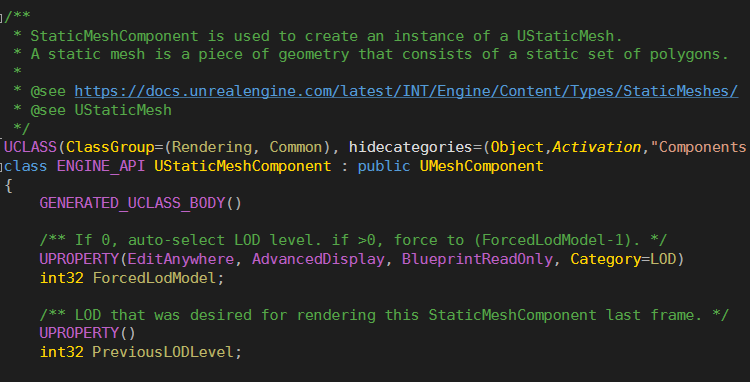 /**
 * StaticMeshComponent is used to create an instance of a UStaticMesh.
 * A static mesh is a piece of geometry that consists of a static set of polygons.
 *
 * @see https://docs.unrealengine.com/latest/INT/Engine/Content/Types/StaticMeshes/
 * @see UStaticMesh
 */
UCLASS(ClassGroup=(Rendering, Common), hidecategories=(Object,Activation,"Components
class ENGINE_API UStaticMeshComponent : public UMeshComponent
{
    GENERATED_UCLASS_BODY()

    /** If 0, auto-select LOD level. if >0, force to (ForcedLodModel-1). */
    UPROPERTY(EditAnywhere, AdvancedDisplay, BlueprintReadOnly, Category=LOD)
    int32 ForcedLodModel;

    /** LOD that was desired for rendering this StaticMeshComponent last frame. */
    UPROPERTY()
    int32 PreviousLODLevel;